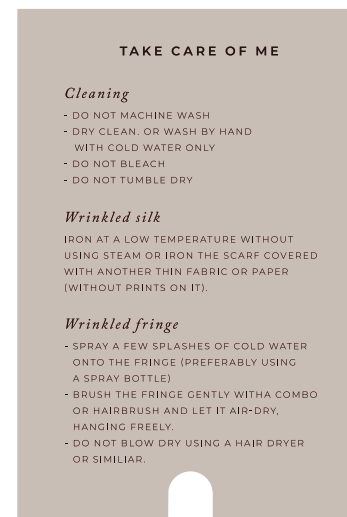 TAKE CARE OF ME
Cleaning
- DO NOT MACHINE WASH
- DRY CLEAN. OR WASH BY HAND
WITH COLD WATER ONLY
- DO NOT BLEACH
- DO NOT TUMBLE DRY
Wrinkled silk
IRON AT A LOW TEMPERATURE WITHOUT
USING STEAM OR IRON THE SCARF COVERED
WITH ANOTHER THIN FABRIC OR PAPER
(WITHOUT PRINTS ON IT).
Wrinkled fringe
- SPRAY A FEW SPLASHES OF COLD WATER
ONTO THE FRINGE (PREFERABLY USING
A SPRAY BOTTLE)
- BRUSH THE FRINGE GENTLY WITHA COMBO
OR HAIRBRUSH AND LET IT AIR-DRY,
HANGING FREELY.
- DO NOT BLOW DRY USING A HAIR DRYER
OR SIMILIAR.